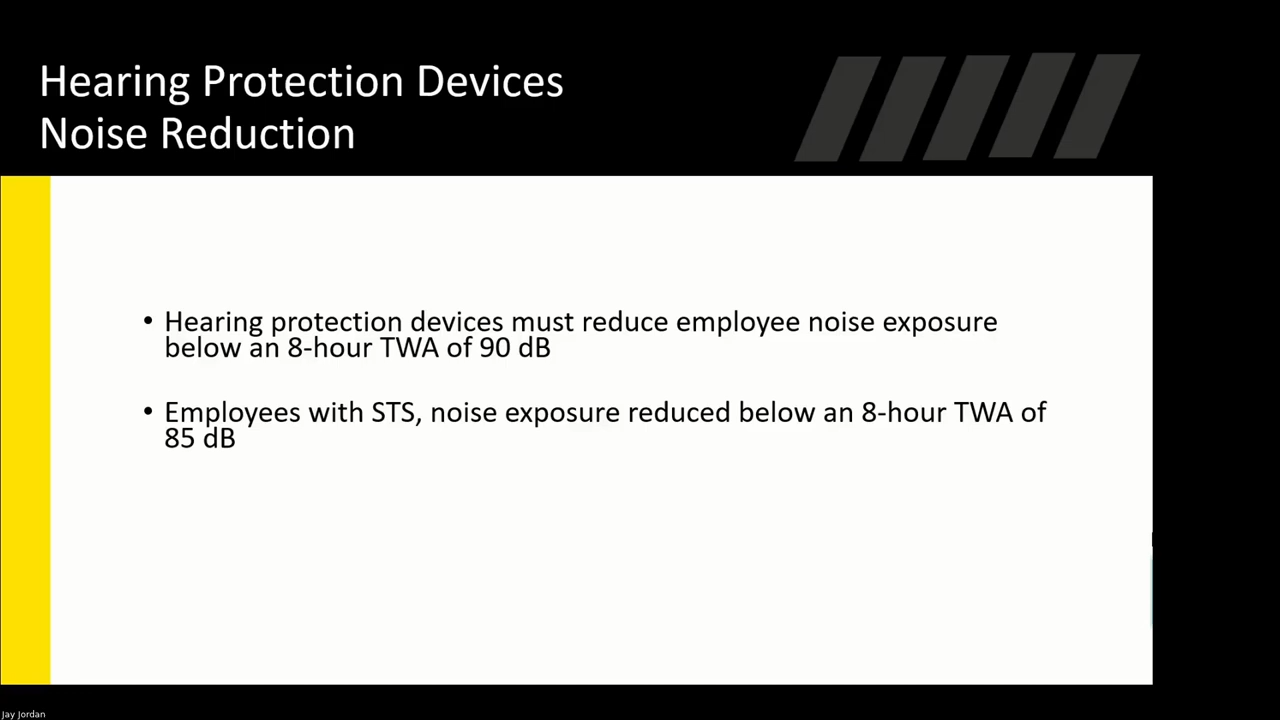 Hearing Protection Devices
Noise Reduction
• Hearing protection devices must reduce employee noise exposure
below an 8-hour TWA of 90 dB
• Employees with STS, noise exposure reduced below an 8-hour TWA of
85 dB
Jay Jordan